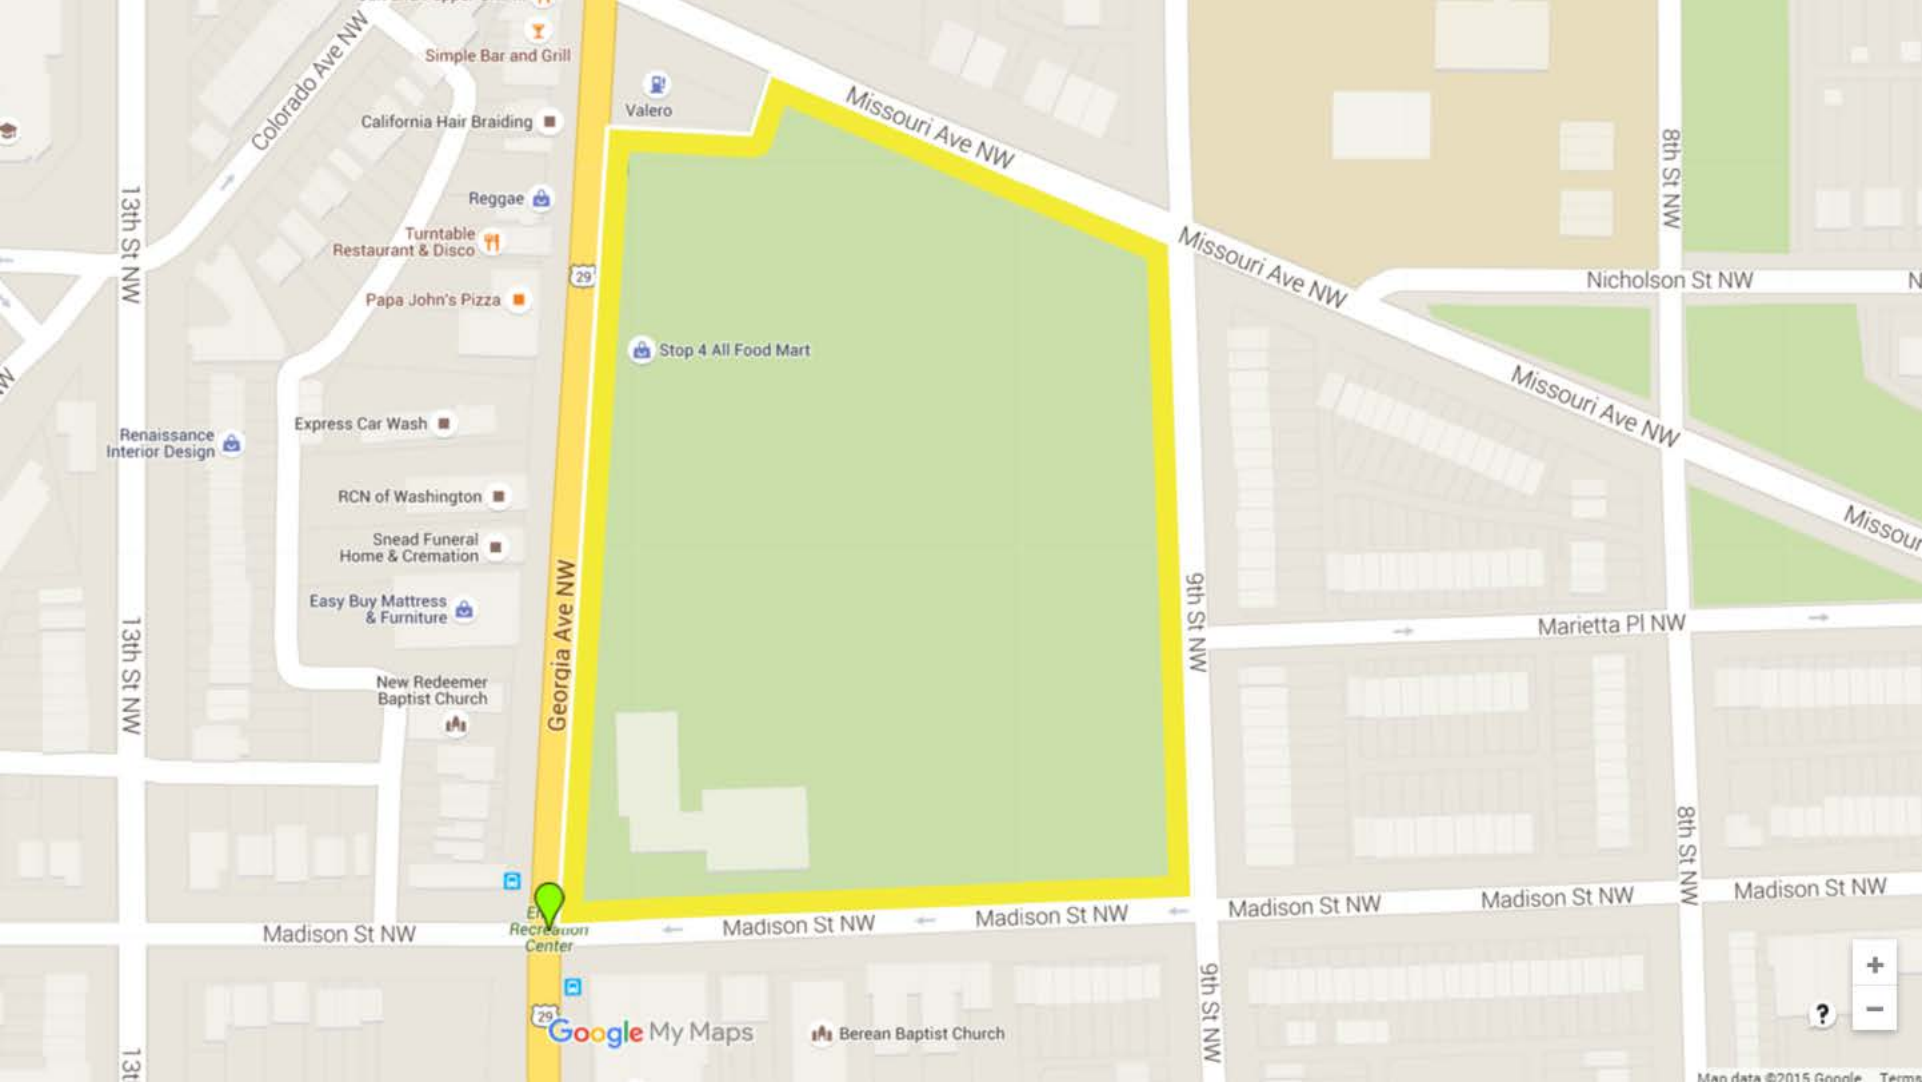 Simple Bar and Grill
Valero
California Hair Braiding
Colorado Ave NW
Missouri Ave NW
13th St NW
8th St NW
Reggae
Turntable
Restaurant & Disco
29
Missouri Ave NW
Nicholson St NW
N
Papa John's Pizza
Stop 4 All Food Mart
Missouri Ave NW
Express Car Wash
Renaissance
Interior Design
RCN of Washington
Missour
Snead Funeral
Home & Cremation
Easy Buy Mattress
& Furniture
Georgia Ave NW
9th St NW
Marietta Pl NW
13th St NW
New Redeemer
Baptist Church
8th St NW
Madison St NW
Madison St NW
Madison St NW
Madison St NW
Madison St NW
Madison St NW
Recreation
Center
9th St NW
29
Google My Maps
Berean Baptist Church
13t
+
?
−
Map data ©2015 Google
Terms